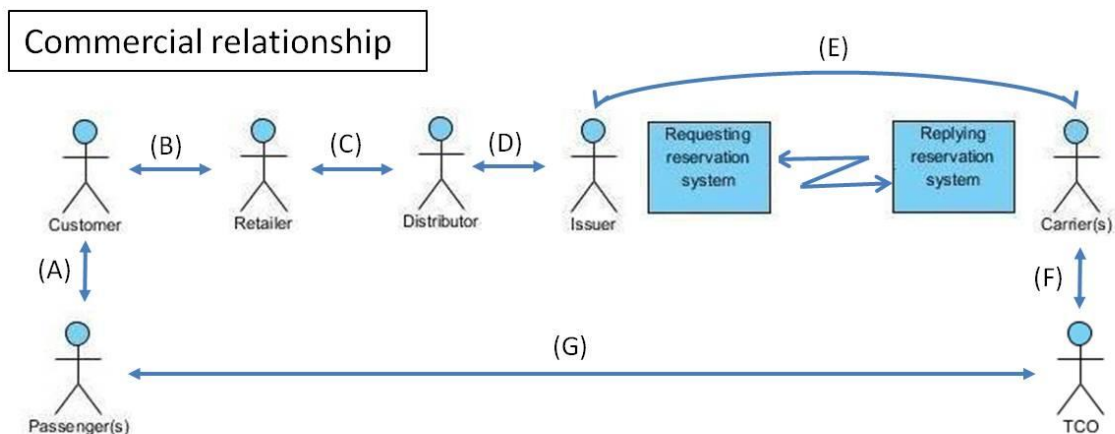 Commercial relationship
(E)
(B)
(C)
(D)
Requesting
reservation
system
Replying
reservation
system
Customer
Retailer
Distributor
Issuer
Carrier(s)
(A)
(F)
(G)
Passenger(s)
TCO